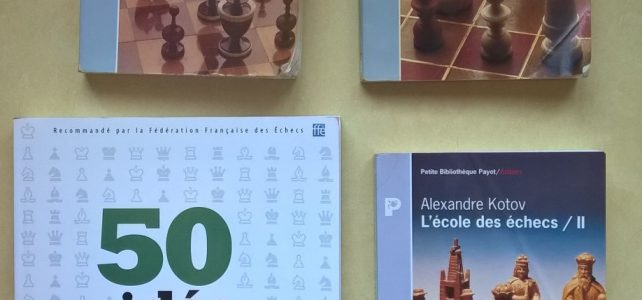 Recommandé par la Fédération Française des Échecs
ffe
50
Petite Bibliothèque Payot/
P
Alexandre Kotov
L'école des échecs / II